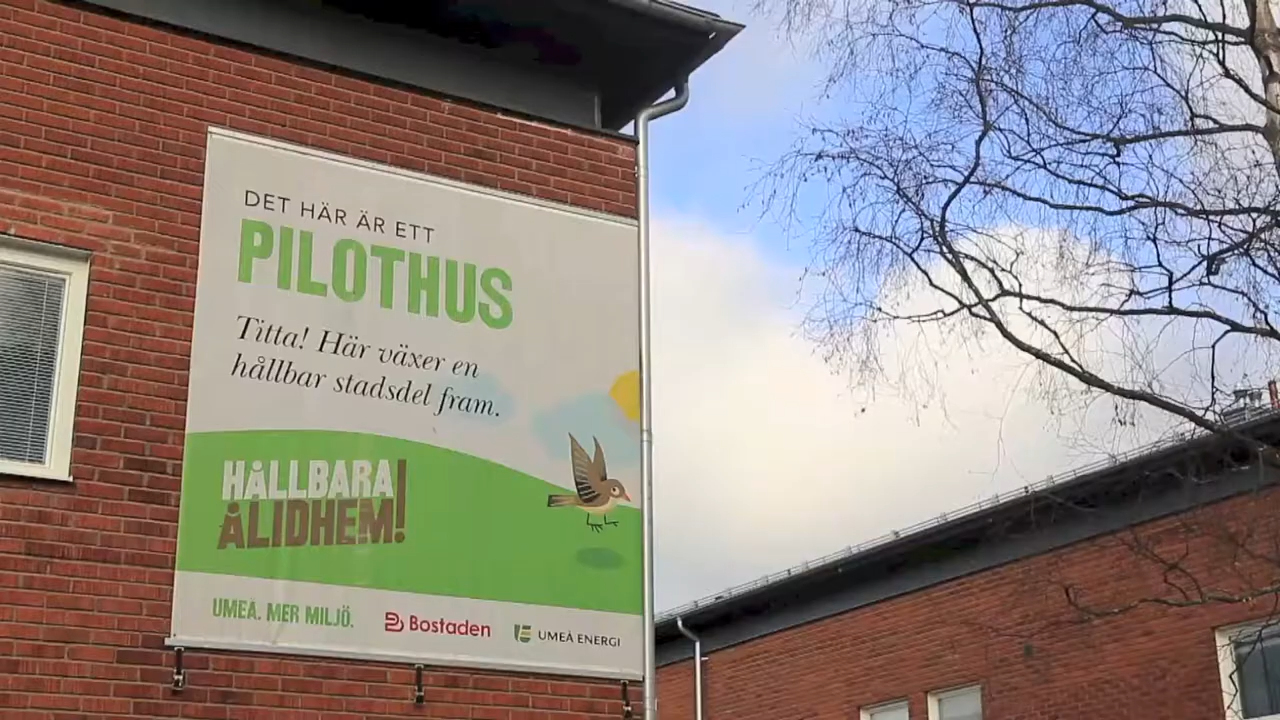 DET HÄR ÄR ETT
PILOTHUS
Titta! Här växer en
hållbar stadsdel fram.
HÅLLBARA
ÅLIDHEM!
UMEÅ. MER MILJÖ.
Bostaden
UMEÅ ENERGI